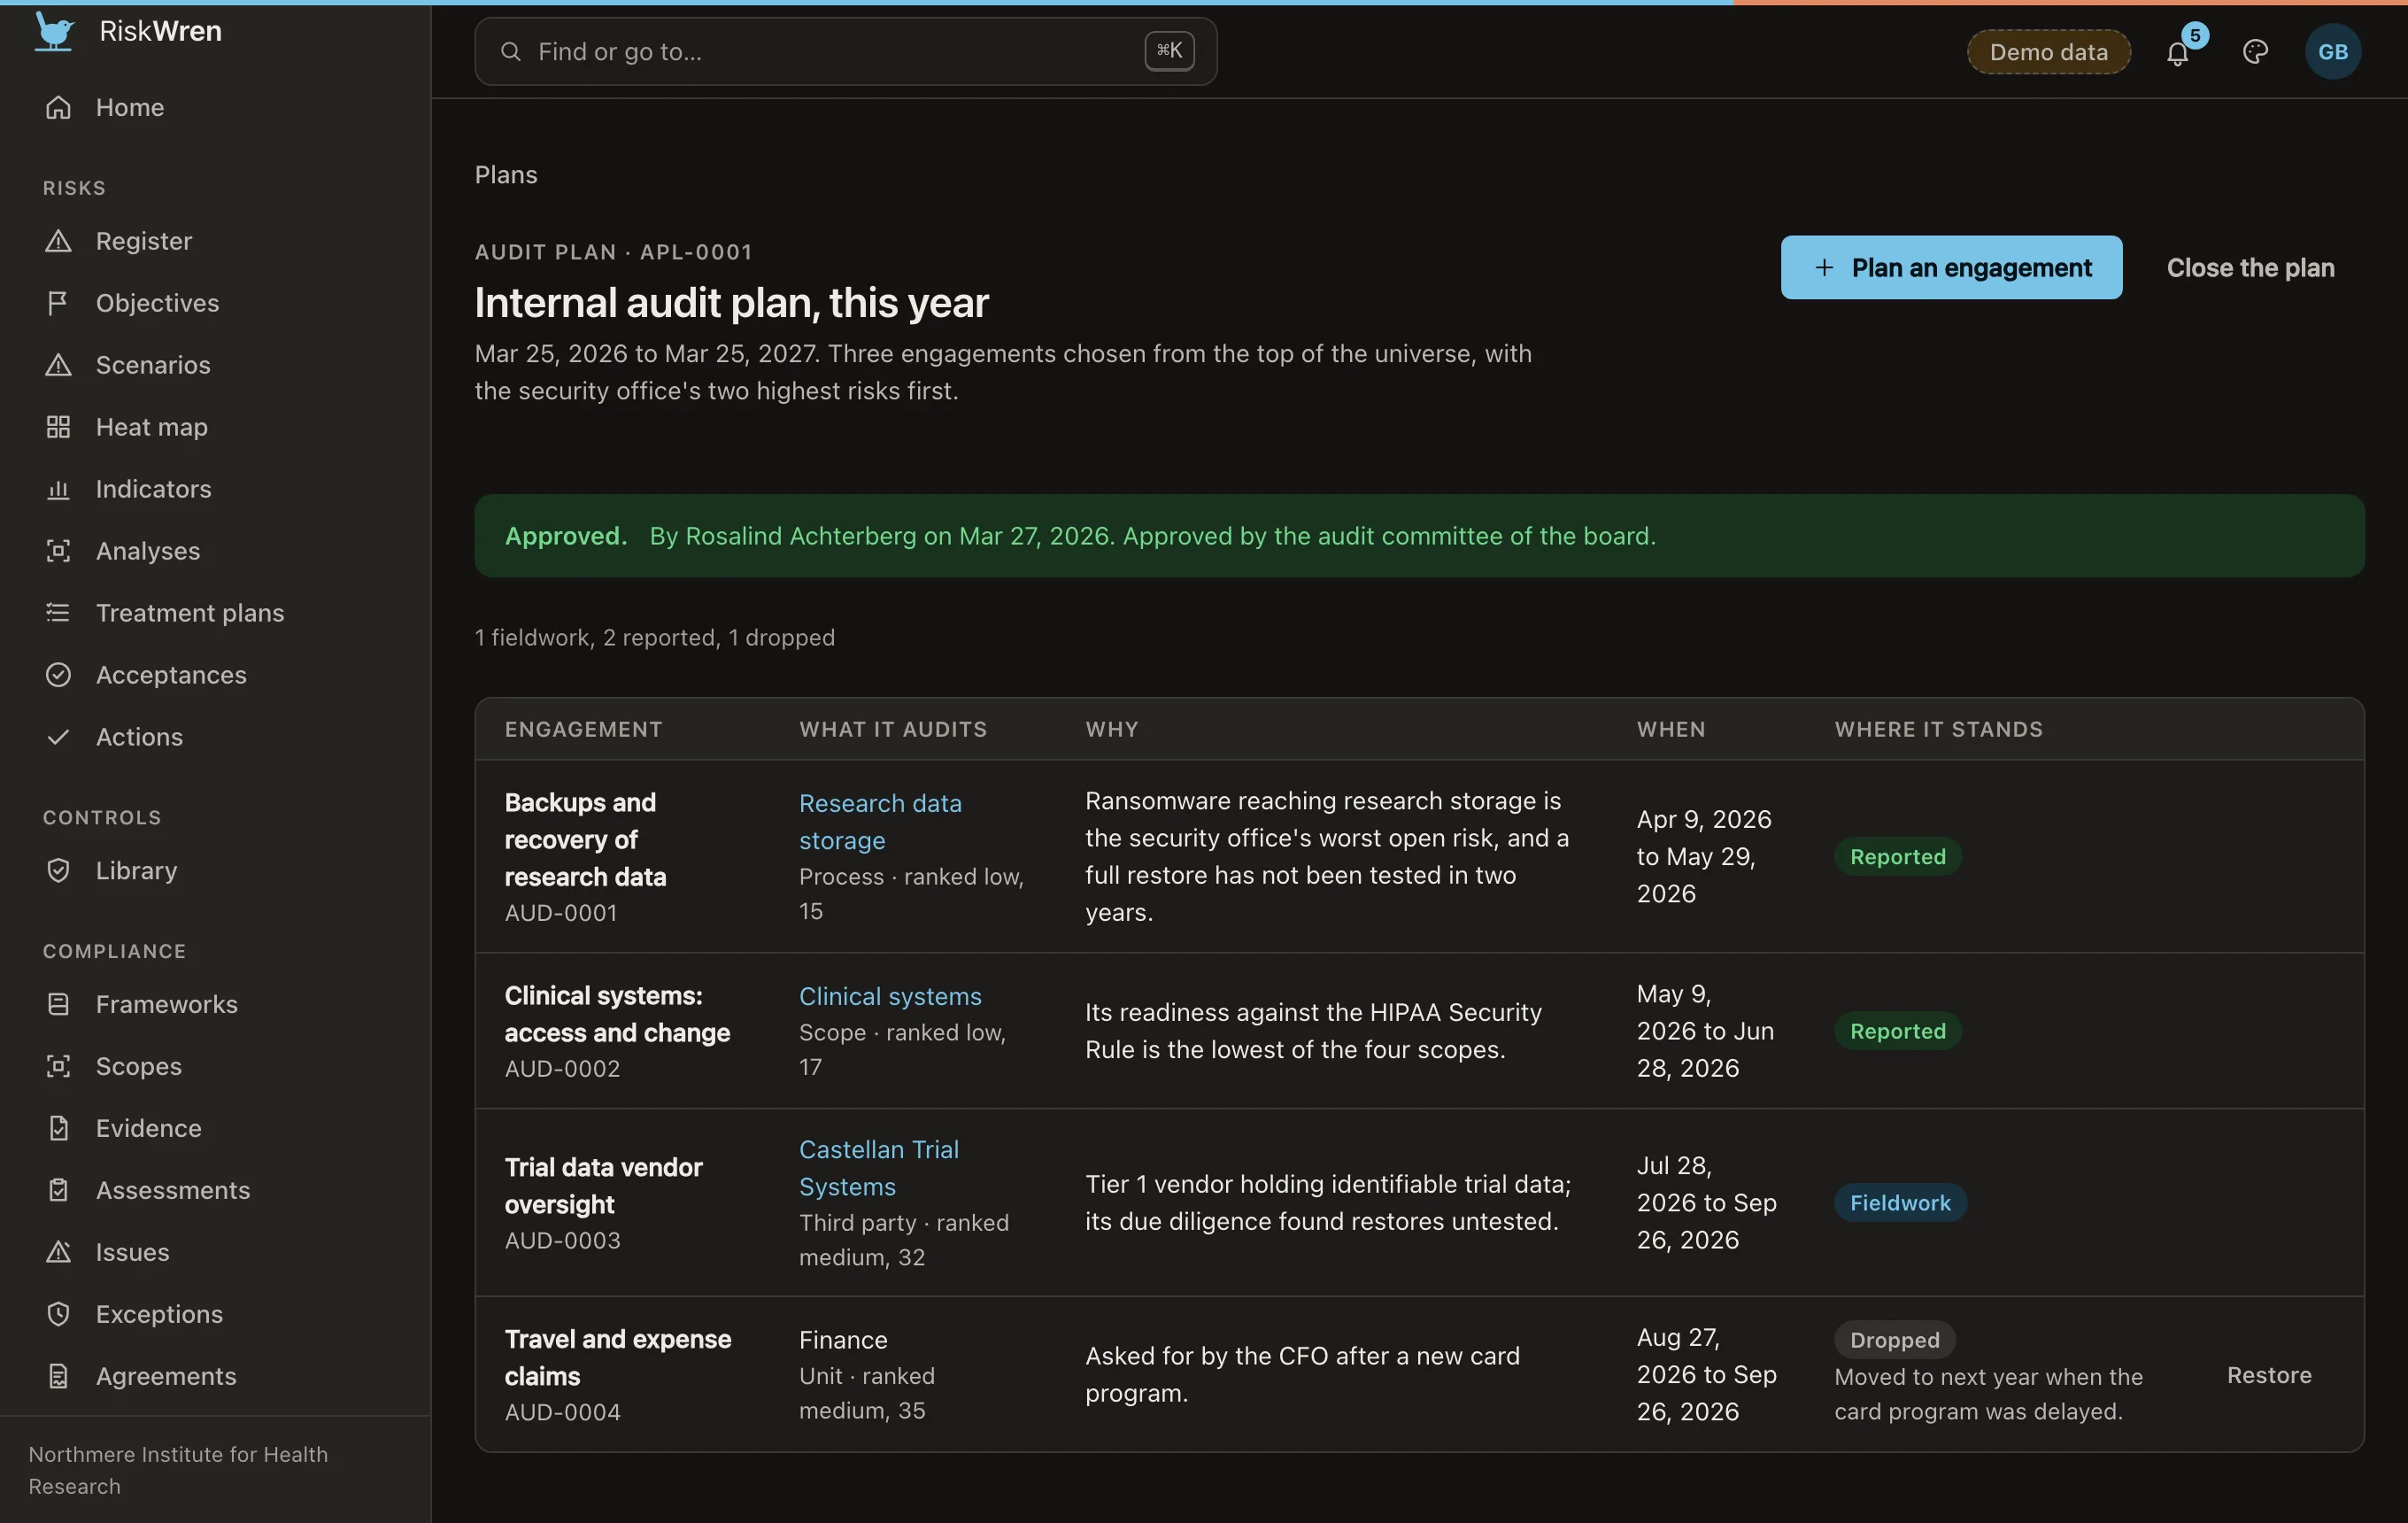 RiskWren
Find or go to...
⌘K
Demo data
5
GB
Home
RISKS
Register
Objectives
Scenarios
Heat map
Indicators
Analyses
Treatment plans
Acceptances
Actions
CONTROLS
Library
COMPLIANCE
Frameworks
Scopes
Evidence
Assessments
Issues
Exceptions
Agreements
Northmere Institute for Health
Research
Plans
AUDIT PLAN · APL-0001
Internal audit plan, this year
Mar 25, 2026 to Mar 25, 2027. Three engagements chosen from the top of the universe, with
the security office's two highest risks first.
Plan an engagement
Close the plan
Approved. By Rosalind Achterberg on Mar 27, 2026. Approved by the audit committee of the board.
1 fieldwork, 2 reported, 1 dropped
ENGAGEMENT
WHAT IT AUDITS
WHY
WHEN
WHERE IT STANDS
Backups and
recovery of
research data
AUD-0001
Research data
storage
Process · ranked low,
15
Ransomware reaching research storage is
the security office's worst open risk, and a
full restore has not been tested in two
years.
Apr 9, 2026
to May 29,
2026
Reported
Clinical systems:
access and change
AUD-0002
Clinical systems
Scope · ranked low,
17
Its readiness against the HIPAA Security
Rule is the lowest of the four scopes.
May 9,
2026 to Jun
28, 2026
Reported
Trial data vendor
oversight
AUD-0003
Castellan Trial
Systems
Third party · ranked
medium, 32
Tier 1 vendor holding identifiable trial data;
its due diligence found restores untested.
Jul 28,
2026 to Sep
26, 2026
Fieldwork
Travel and expense
claims
AUD-0004
Finance
Unit · ranked
medium, 35
Asked for by the CFO after a new card
program.
Aug 27,
2026 to Sep
26, 2026
Dropped
Moved to next year when the
card program was delayed.
Restore